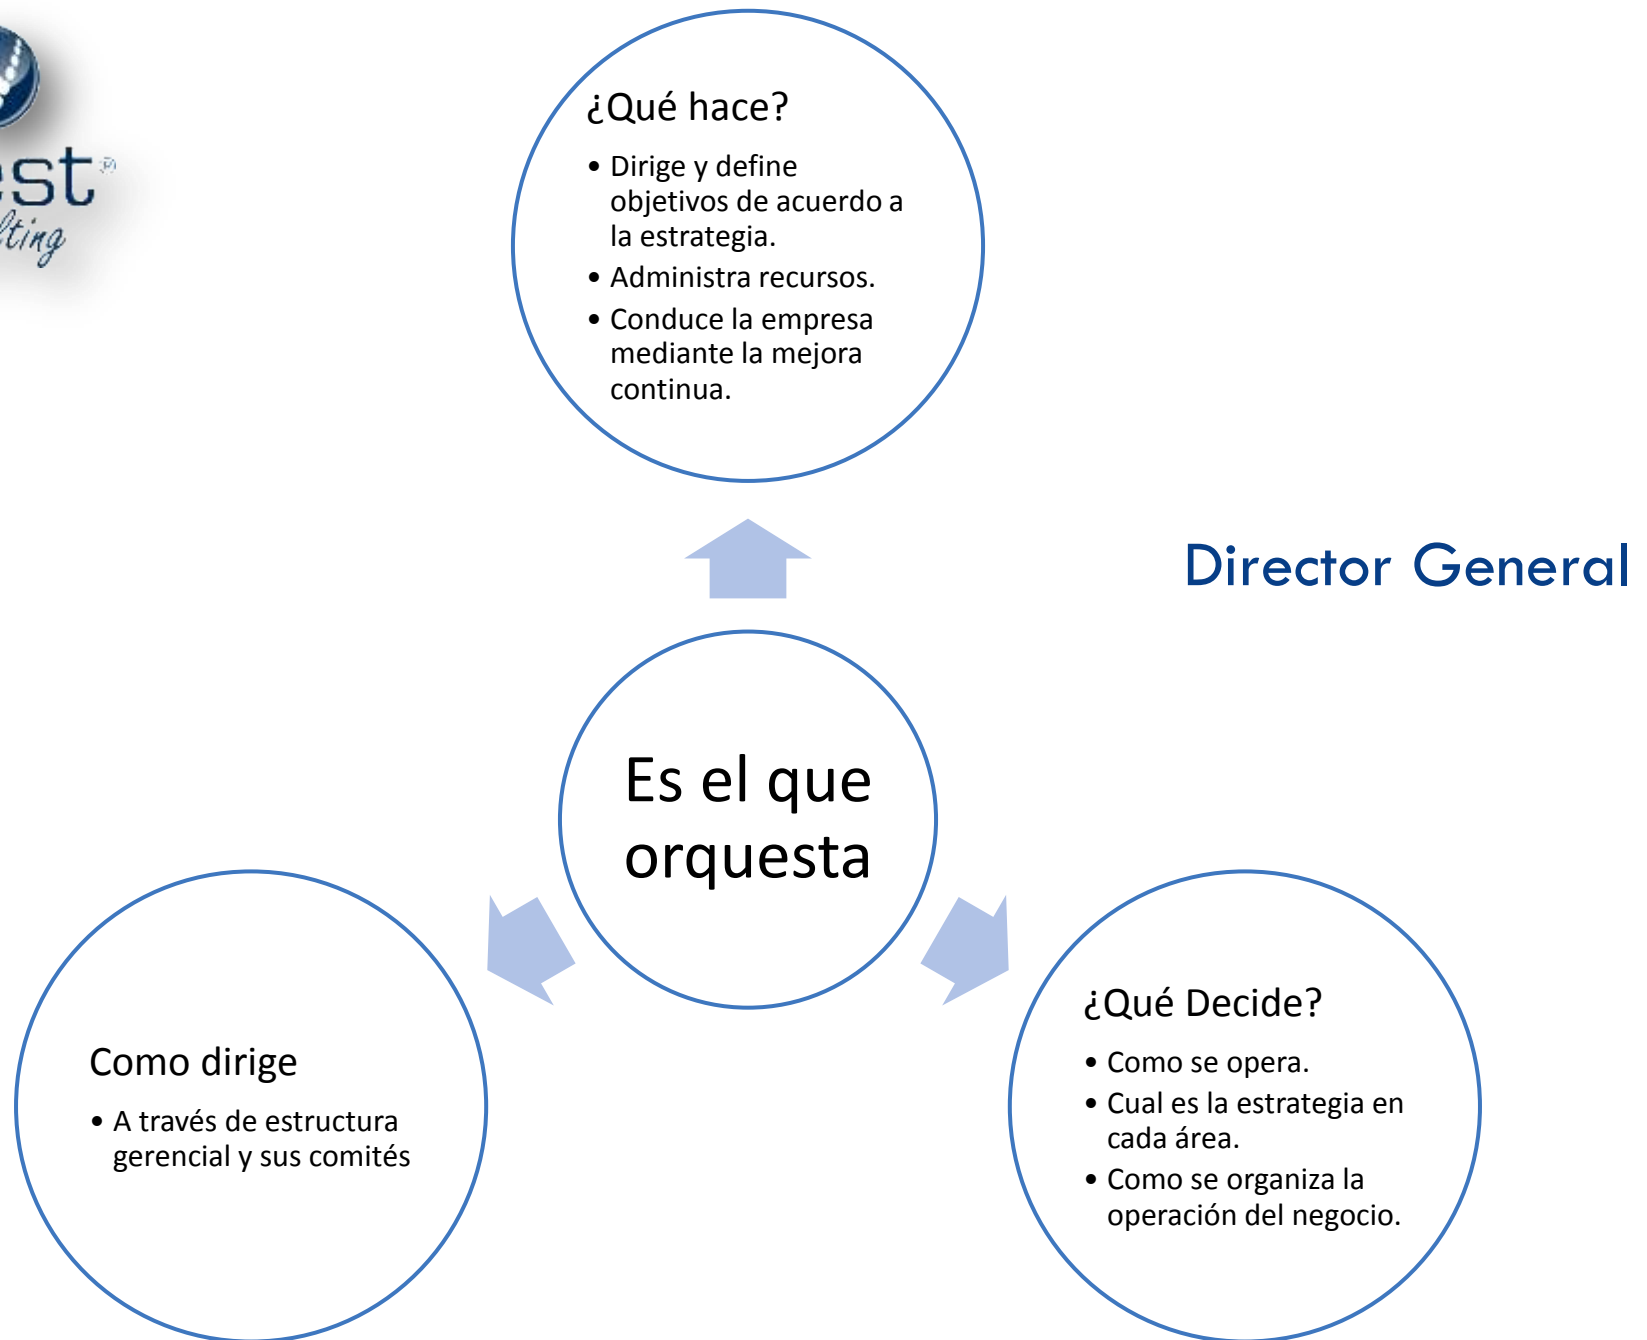 ¿Qué hace?
• Dirige y define
objetivos de acuerdo a
la estrategia.
• Administra recursos.
• Conduce la empresa
mediante la mejora
continua.
Director General
Es el que
orquesta
Como dirige
• A través de estructura
gerencial y sus comités
¿Qué Decide?
• Como se opera.
• Cual es la estrategia en
cada área.
• Como se organiza la
operación del negocio.